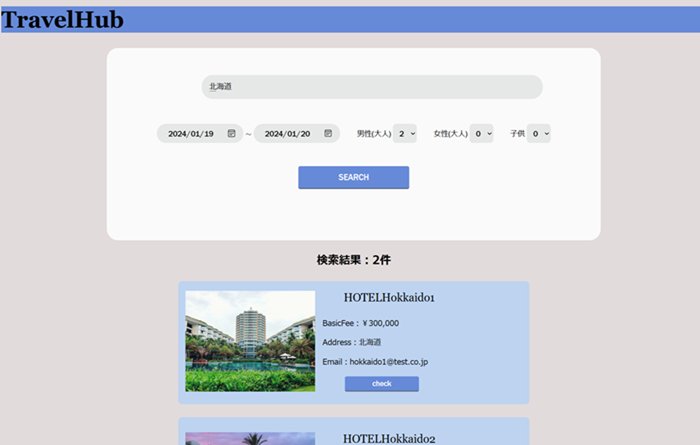 TravelHub
北海道
2024/01/19 ~ 2024/01/20 男性(大人) 2 女性(大人) 0 子供 0
SEARCH
検索結果：2件
HOTELHokkaido1
BasicFee：￥300,000
Address：北海道
Email：hokkaido1@test.co.jp
check
HOTELHokkaido2